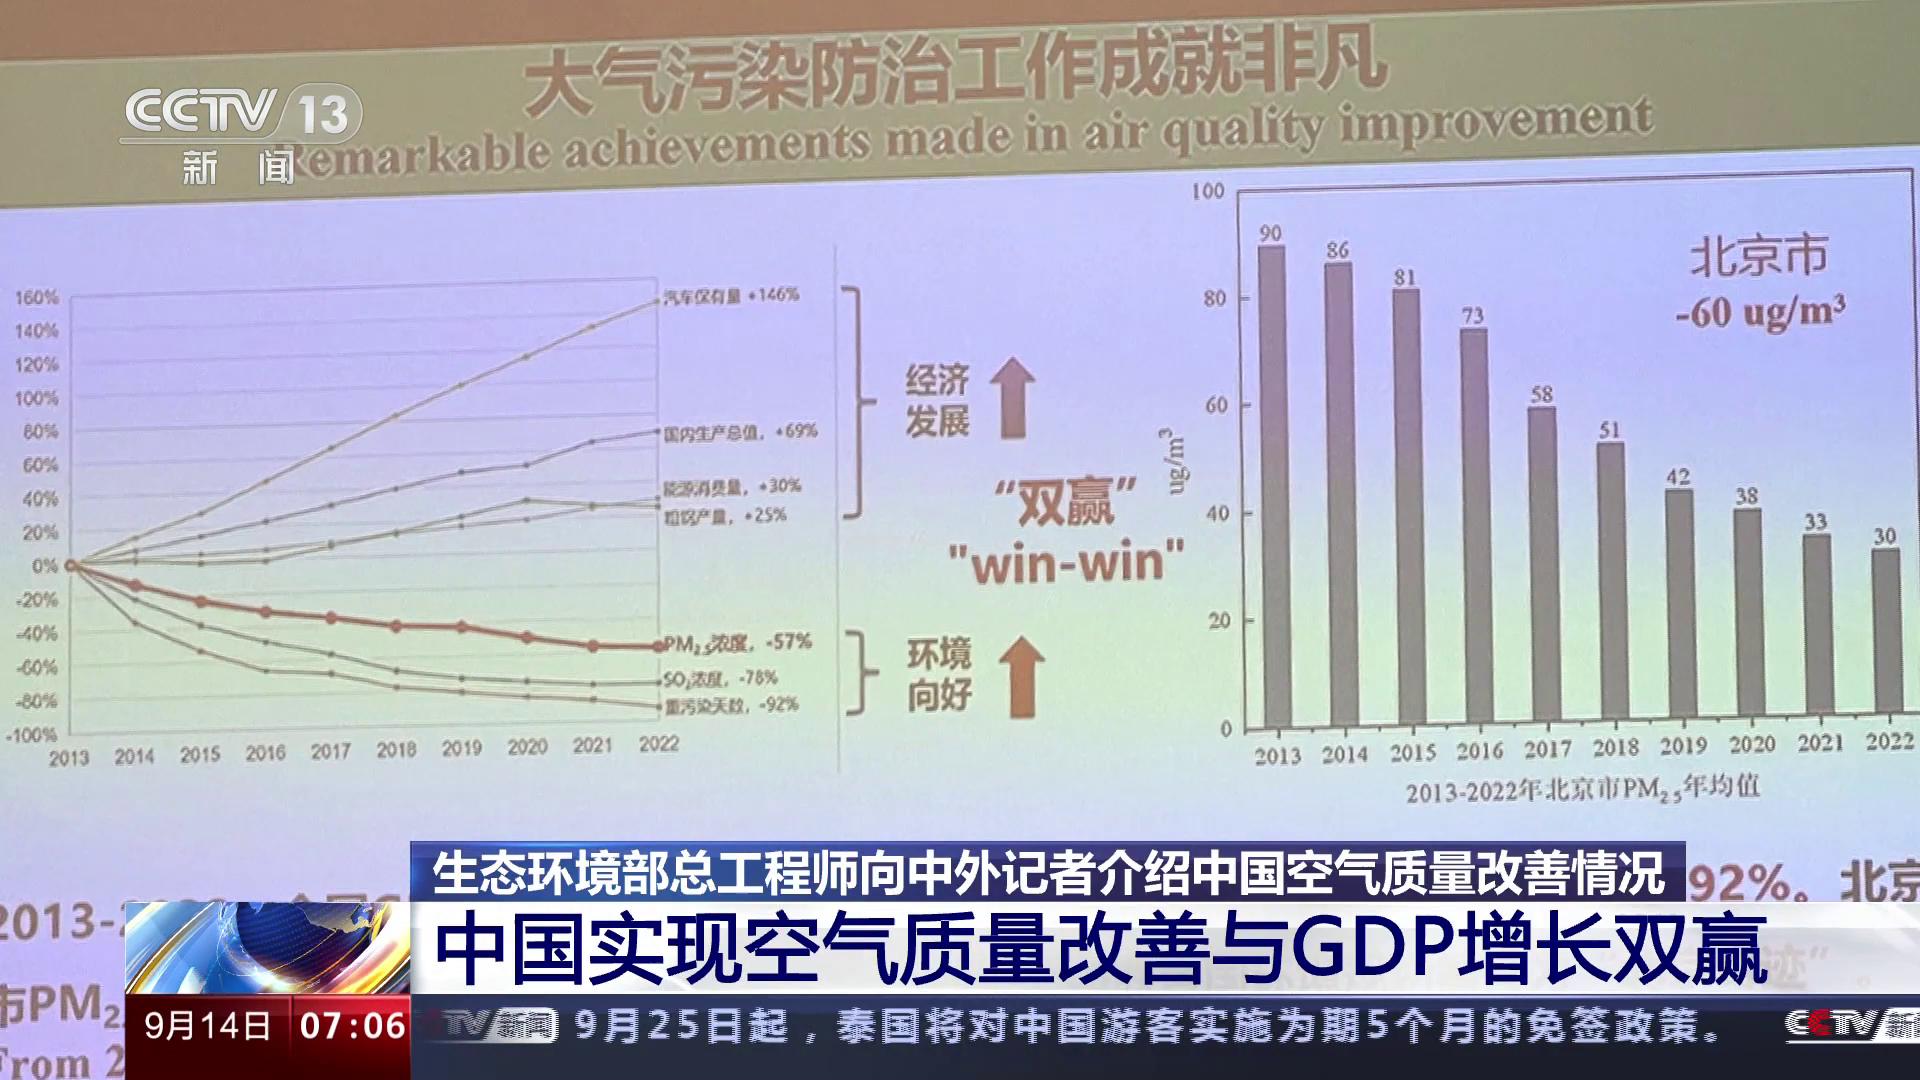 大气污染防治工作成就非凡
Remarkable achievements made in air quality improvement
CCTV 13
新闻
160%
140%
120%
100%
80%
60%
40%
20%
0%
-20%
-40%
-60%
-80%
-100%
2013 2014 2015 2016 2017 2018 2019 2020 2021 2022
汽车保有量 +146%
国内生产总值，+69%
能源消费量，+30%
粗钢产量，+25%
PM2.5浓度，-57%
SO2浓度，-78%
重污染天数，-92%
经济
发展
“双赢”
"win-win"
环境
向好
北京市
-60 ug/m³
ug/m³
100
80
60
40
20
0
90 86 81 73 58 51 42 38 33 30
2013 2014 2015 2016 2017 2018 2019 2020 2021 2022
2013-2022年北京市PM2.5年均值
92%。北京
2013-2
市PM2.
From 2
生态环境部总工程师向中外记者介绍中国空气质量改善情况
中国实现空气质量改善与GDP增长双赢
9月14日 07:06
CCTV新闻 9月25日起，泰国将对中国游客实施为期5个月的免签政策。 CCTV新